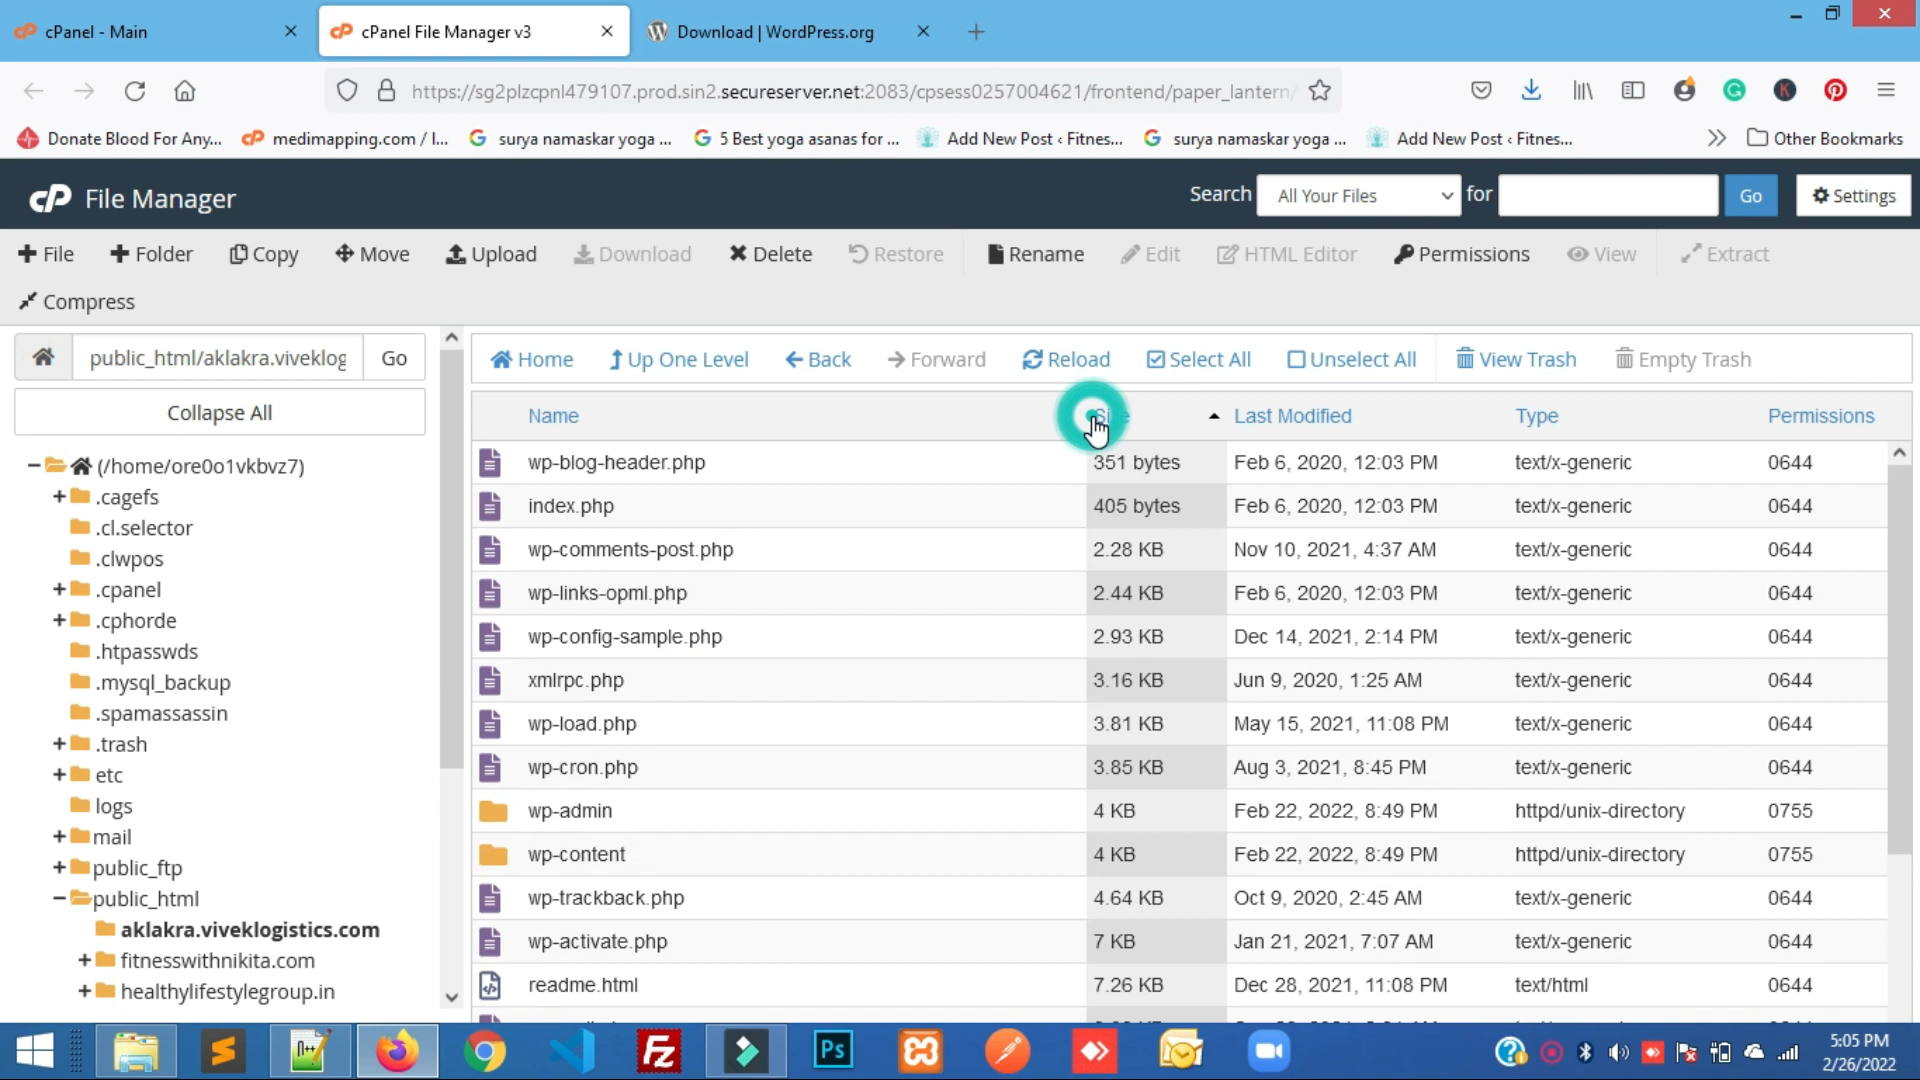 cPanel - Main
cPanel File Manager v3
Download | WordPress.org
https://sg2plzcpnl479107.prod.sin2.secureserver.net:2083/cpsess0257004621/frontend/paper_lantern/
Donate Blood For Any...
medimapping.com / l...
surya namaskar yoga ...
5 Best yoga asanas for ...
Add New Post ‹ Fitnes...
surya namaskar yoga ...
Add New Post ‹ Fitnes...
Other Bookmarks
cP File Manager
Search All Your Files for Go Settings
File Folder Copy Move Upload Download Delete Restore Rename Edit HTML Editor Permissions View Extract
Compress
public_html/aklakra.viveklog Go
Home Up One Level Back Forward Reload Select All Unselect All View Trash Empty Trash
Collapse All
(/home/ore0o1vkbvz7)
.cagefs
.cl.selector
.clwpos
.cpanel
.cphorde
.htpasswds
.mysql_backup
.spamassassin
.trash
etc
logs
mail
public_ftp
public_html
aklakra.viveklogistics.com
fitnesswithnikita.com
healthylifestylegroup.in
Name Size Last Modified Type Permissions
wp-blog-header.php 351 bytes Feb 6, 2020, 12:03 PM text/x-generic 0644
index.php 405 bytes Feb 6, 2020, 12:03 PM text/x-generic 0644
wp-comments-post.php 2.28 KB Nov 10, 2021, 4:37 AM text/x-generic 0644
wp-links-opml.php 2.44 KB Feb 6, 2020, 12:03 PM text/x-generic 0644
wp-config-sample.php 2.93 KB Dec 14, 2021, 2:14 PM text/x-generic 0644
xmlrpc.php 3.16 KB Jun 9, 2020, 1:25 AM text/x-generic 0644
wp-load.php 3.81 KB May 15, 2021, 11:08 PM text/x-generic 0644
wp-cron.php 3.85 KB Aug 3, 2021, 8:45 PM text/x-generic 0644
wp-admin 4 KB Feb 22, 2022, 8:49 PM httpd/unix-directory 0755
wp-content 4 KB Feb 22, 2022, 8:49 PM httpd/unix-directory 0755
wp-trackback.php 4.64 KB Oct 9, 2020, 2:45 AM text/x-generic 0644
wp-activate.php 7 KB Jan 21, 2021, 7:07 AM text/x-generic 0644
readme.html 7.26 KB Dec 28, 2021, 11:08 PM text/html 0644
5:05 PM
2/26/2022